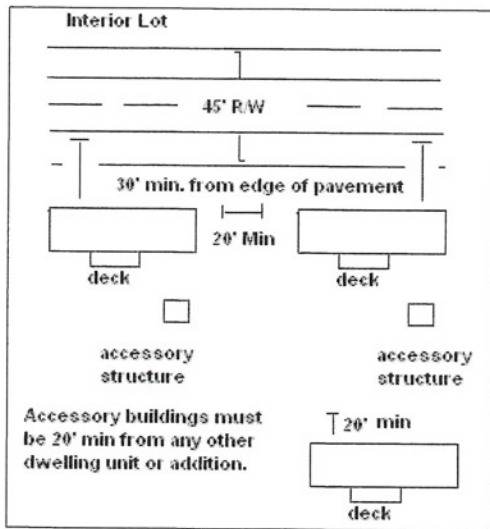 Interior Lot
45' R/W
30' min. from edge of pavement
20' Min
deck
deck
accessory
structure
accessory
structure
Accessory buildings must
be 20' min from any other
dwelling unit or addition.
20' min
deck